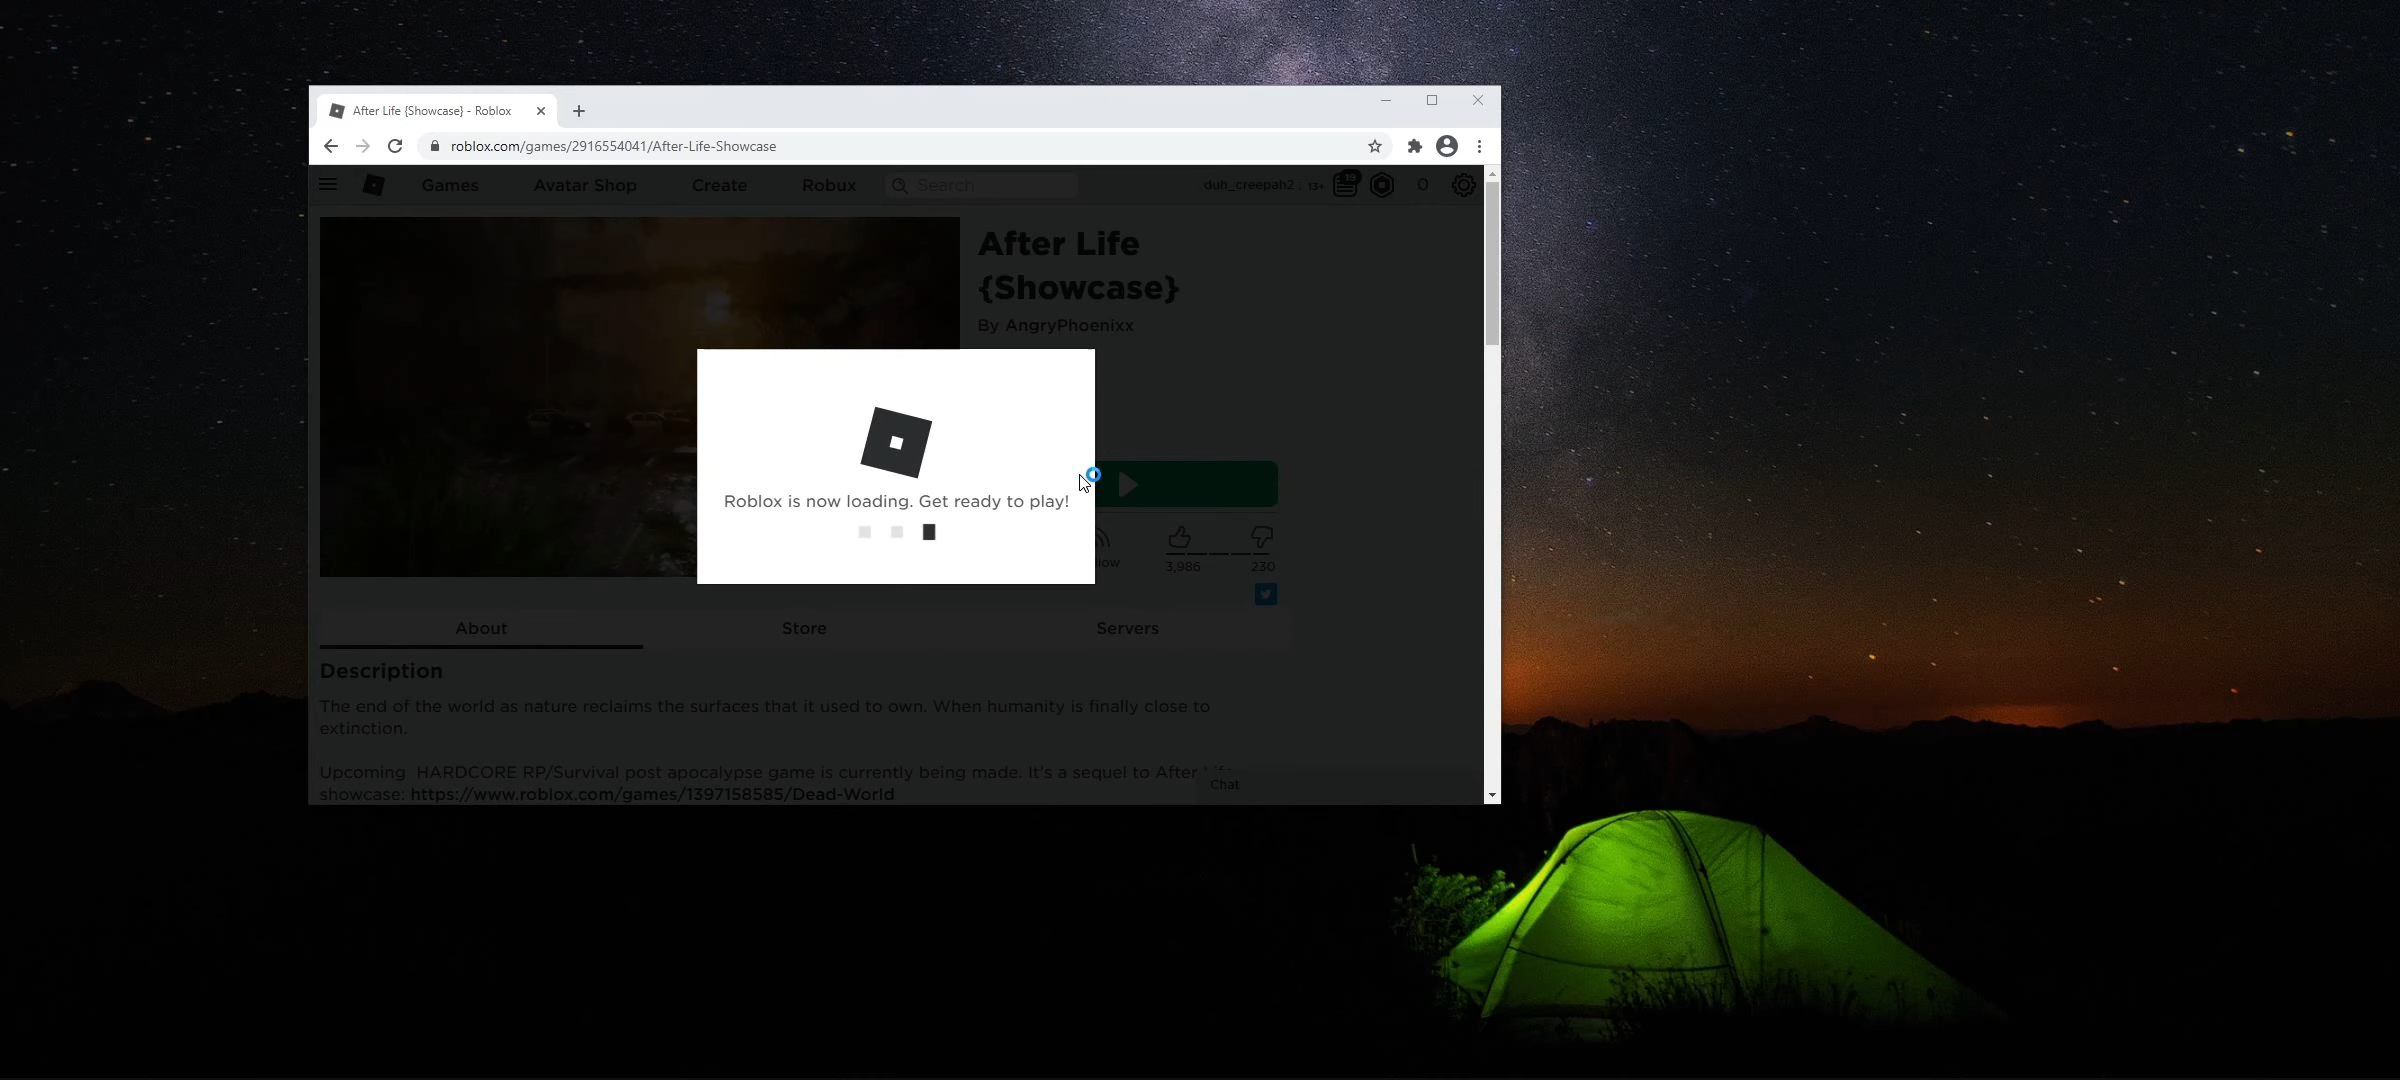 After Life {Showcase} - Roblox
roblox.com/games/2916554041/After-Life-Showcase
Games Avatar Shop Create Robux Search duh_creepah2 : 13+ 19 0
After Life
{Showcase}
By AngryPhoenixx
Roblox is now loading. Get ready to play!
3,986 230
About Store Servers
Description
The end of the world as nature reclaims the surfaces that it used to own. When humanity is finally close to
extinction.
Upcoming HARDCORE RP/Survival post apocalypse game is currently being made. It's a sequel to After
showcase: https://www.roblox.com/games/1397158585/Dead-World
Chat